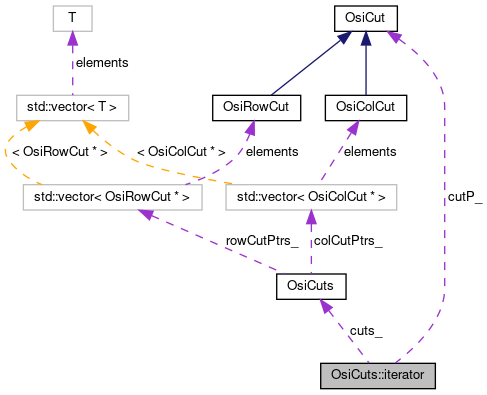 T
OsiCut
elements
std::vector< T >
OsiRowCut
OsiColCut
< OsiRowCut * >
< OsiColCut * >
elements
elements
std::vector< OsiRowCut * >
std::vector< OsiColCut * >
cutP_
rowCutPtrs_
colCutPtrs_
OsiCuts
cuts_
OsiCuts::iterator